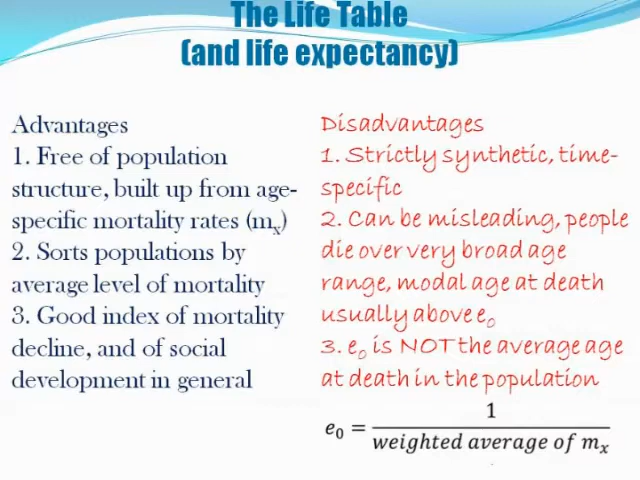 The Life Table
(and life expectancy)
Advantages
1. Free of population
structure, built up from age-
specific mortality rates (mx)
2. Sorts populations by
average level of mortality
3. Good index of mortality
decline, and of social
development in general
Disadvantages
1. Strictly synthetic, time-
specific
2. Can be misleading, people
die over very broad age
range, modal age at death
usually above e0
3. e0 is NOT the average age
at death in the population
e0 = 1 / weighted average of mx